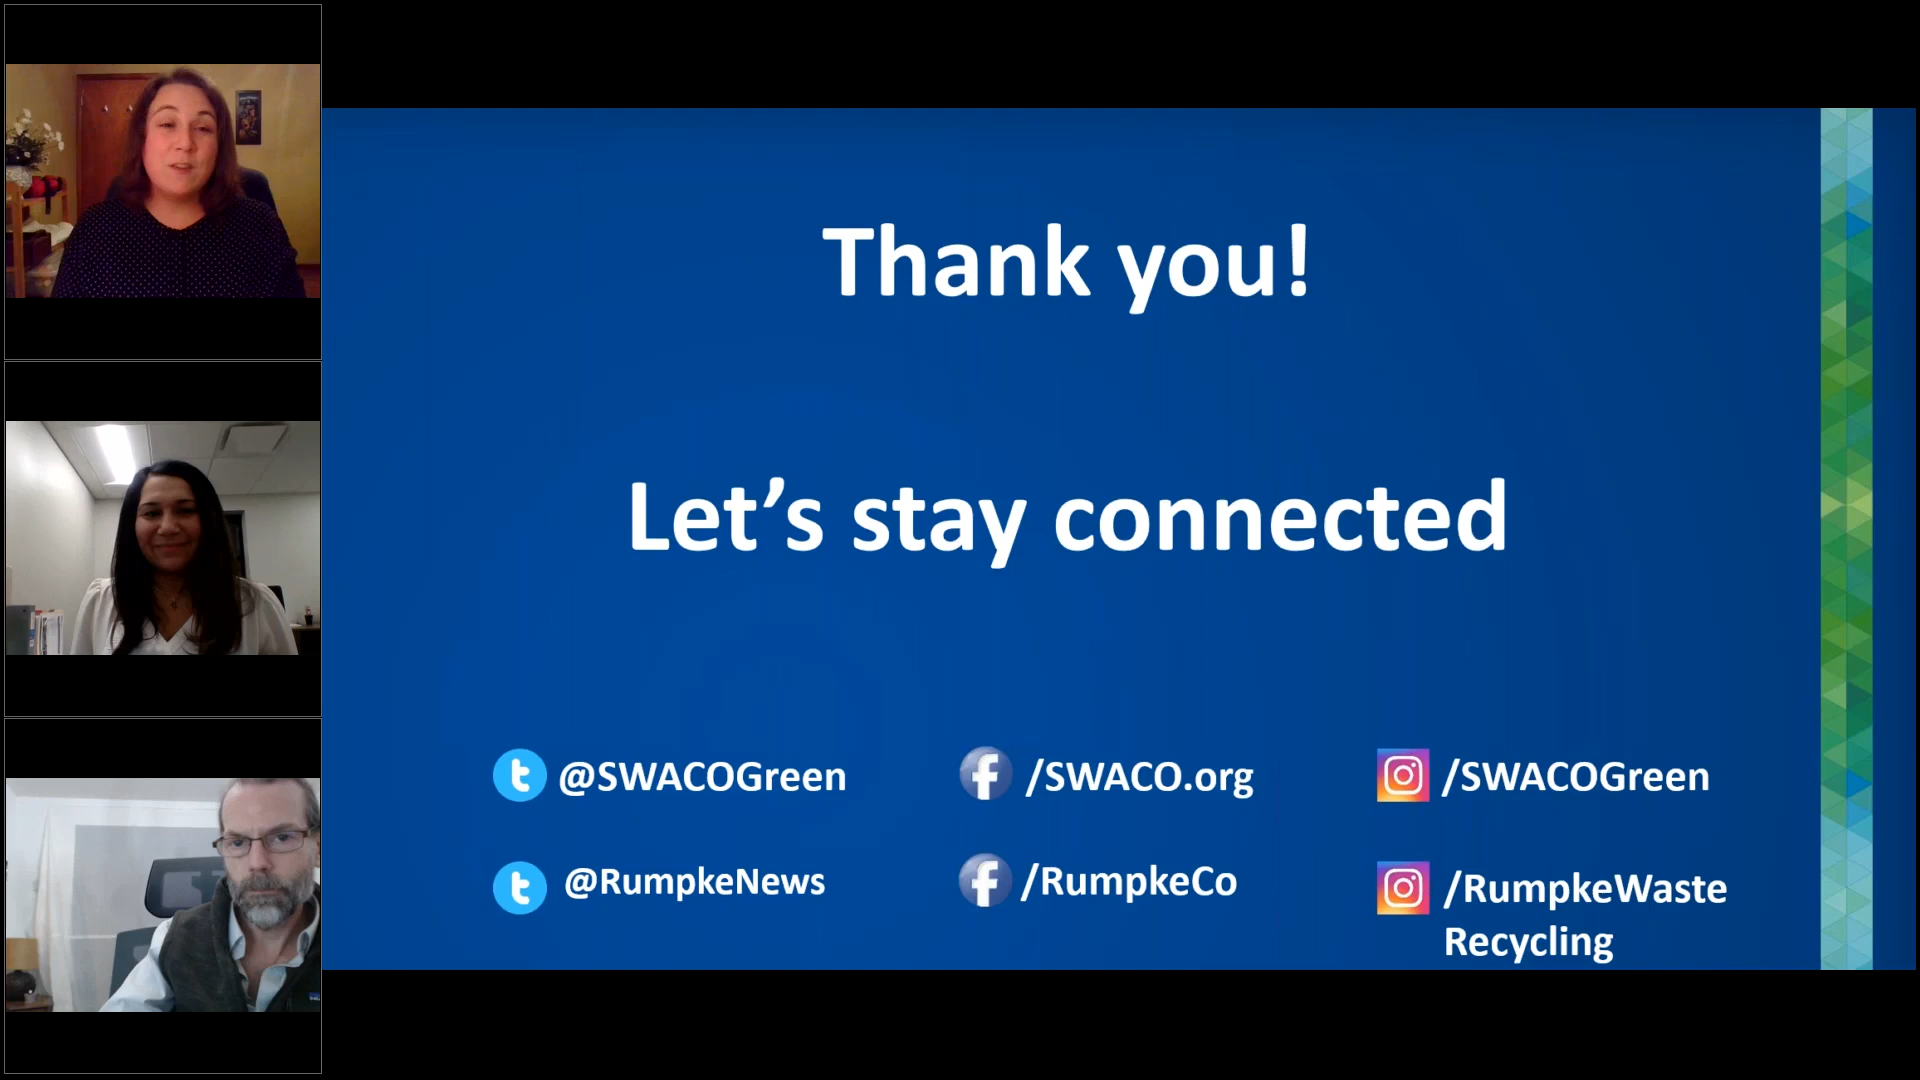 Thank you!
Let’s stay connected
@SWACOGreen
/SWACO.org
/SWACOGreen
@RumpkeNews
/RumpkeCo
/RumpkeWaste
Recycling